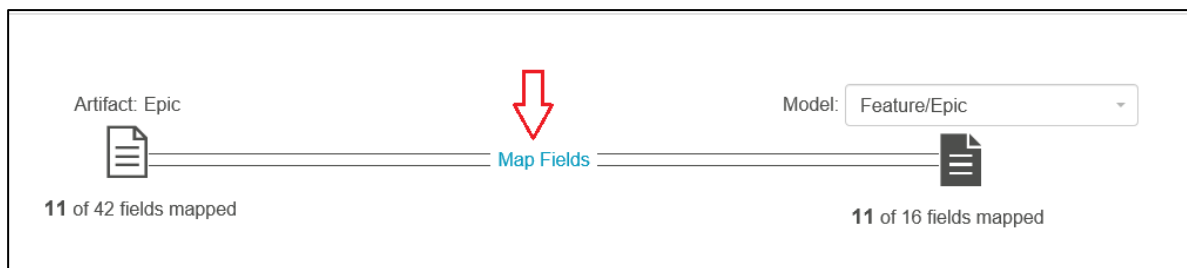 Artifact: Epic
Model: Feature/Epic
Map Fields
11 of 42 fields mapped
11 of 16 fields mapped